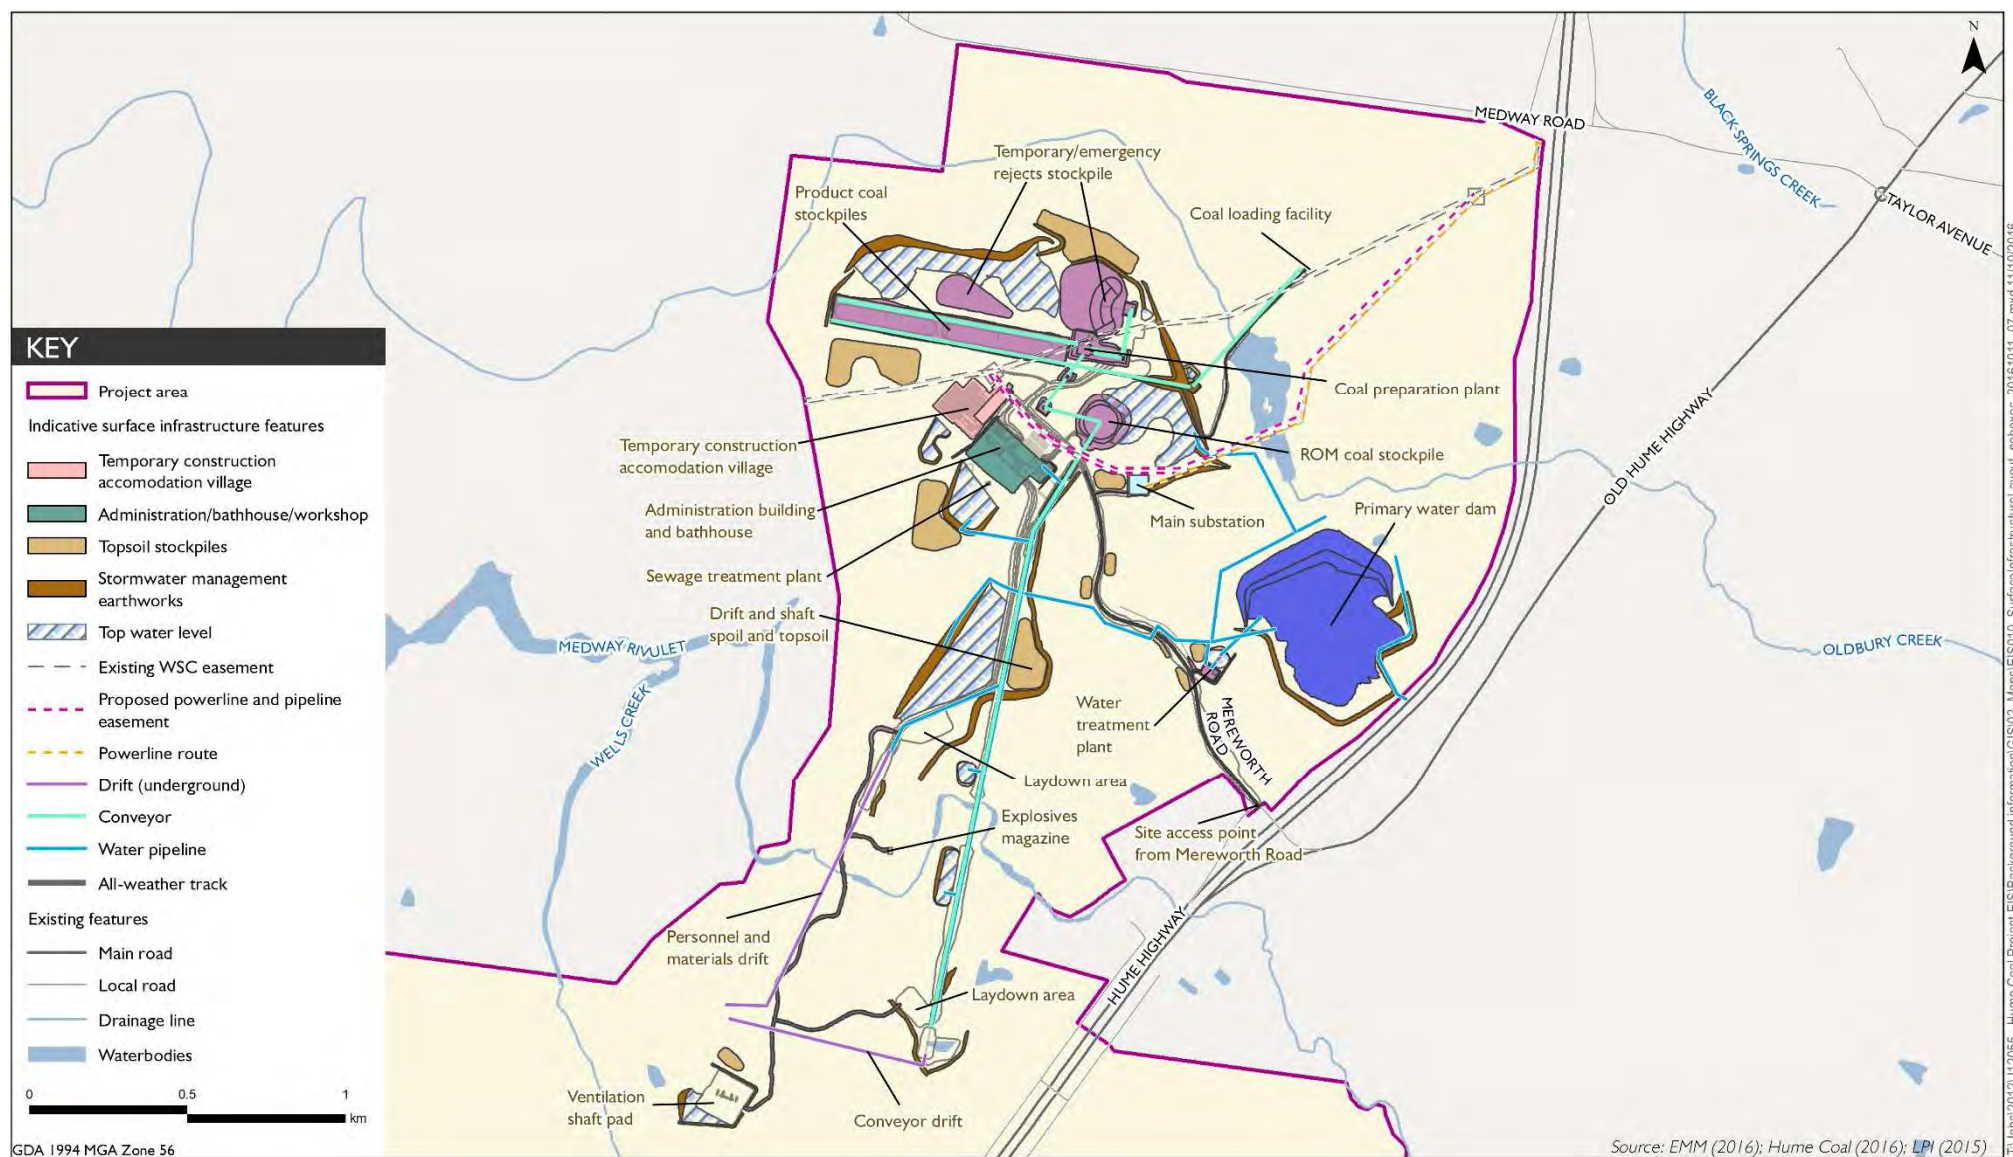 N
MEDWAY ROAD
BLACK SPRINGS CREEK
TAYLOR AVENUE
Temporary/emergency
rejects stockpile
Product coal
stockpiles
Coal loading facility
Coal preparation plant
OLD HUME HIGHWAY
Temporary construction
accomodation village
ROM coal stockpile
Administration building
and bathhouse
Main substation
Primary water dam
Sewage treatment plant
Drift and shaft
spoil and topsoil
MEDWAY RIVULET
OLDBURY CREEK
WELLS CREEK
Water
treatment
plant
MEREWORTH
ROAD
Laydown area
Explosives
magazine
Site access point
from Mereworth Road
Personnel and
materials drift
HUME HIGHWAY
Laydown area
Ventilation
shaft pad
Conveyor drift
KEY
Project area
Indicative surface infrastructure features
Temporary construction
accomodation village
Administration/bathhouse/workshop
Topsoil stockpiles
Stormwater management
earthworks
Top water level
Existing WSC easement
Proposed powerline and pipeline
easement
Powerline route
Drift (underground)
Conveyor
Water pipeline
All-weather track
Existing features
Main road
Local road
Drainage line
Waterbodies
0 0.5 1
km
GDA 1994 MGA Zone 56
Source: EMM (2016); Hume Coal (2016); LPI (2015)